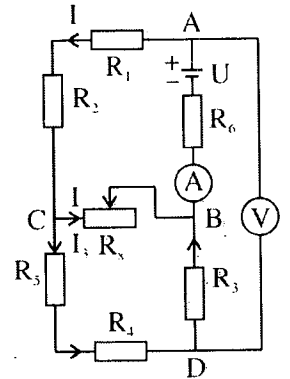 I A
R₁ + − U
R₂ R₆
A
C I Rₓ B V
I₃
R₅ R₃
R₄
D